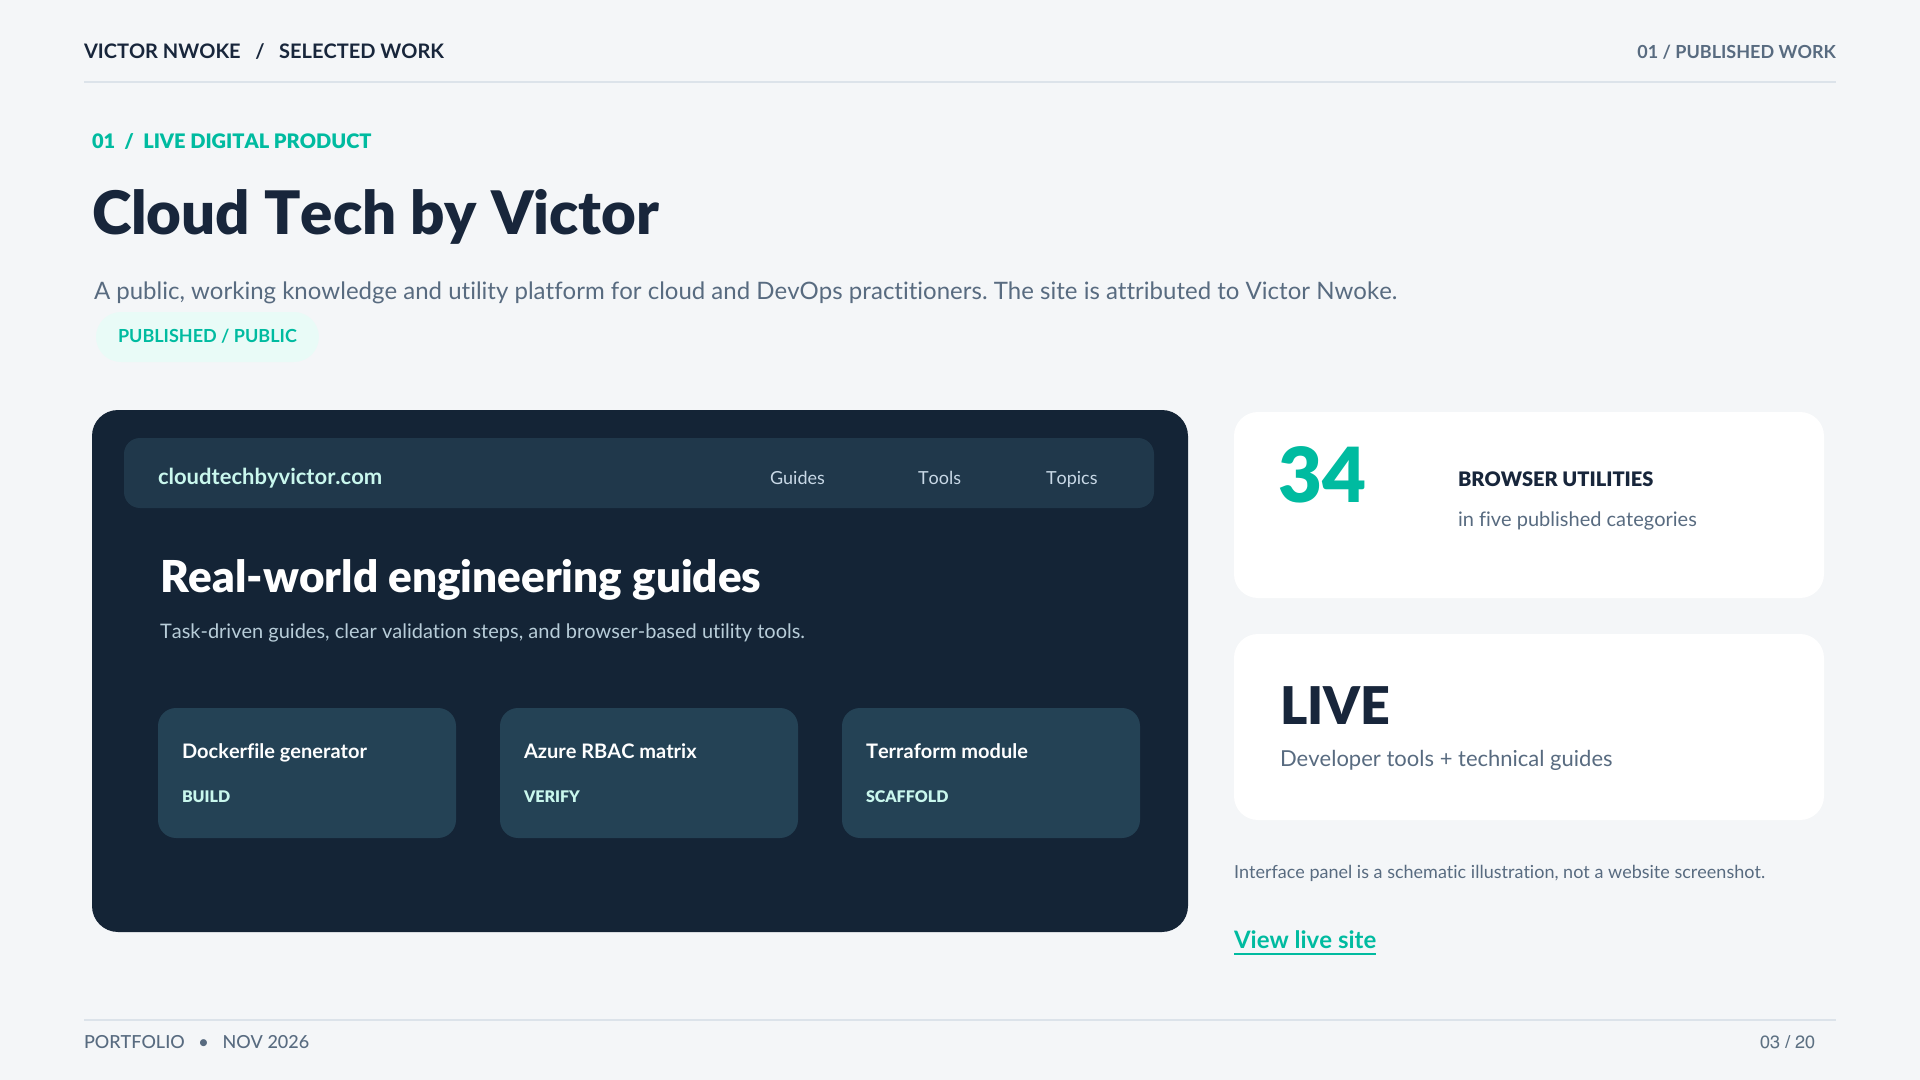 VICTOR NWOKE / SELECTED WORK
01 / PUBLISHED WORK
01 / LIVE DIGITAL PRODUCT
Cloud Tech by Victor
A public, working knowledge and utility platform for cloud and DevOps practitioners. The site is attributed to Victor Nwoke.
PUBLISHED / PUBLIC
cloudtechbyvictor.com
Guides
Tools
Topics
Real-world engineering guides
Task-driven guides, clear validation steps, and browser-based utility tools.
Dockerfile generator
BUILD
Azure RBAC matrix
VERIFY
Terraform module
SCAFFOLD
34
BROWSER UTILITIES
in five published categories
LIVE
Developer tools + technical guides
Interface panel is a schematic illustration, not a website screenshot.
View live site
PORTFOLIO • NOV 2026
03 / 20